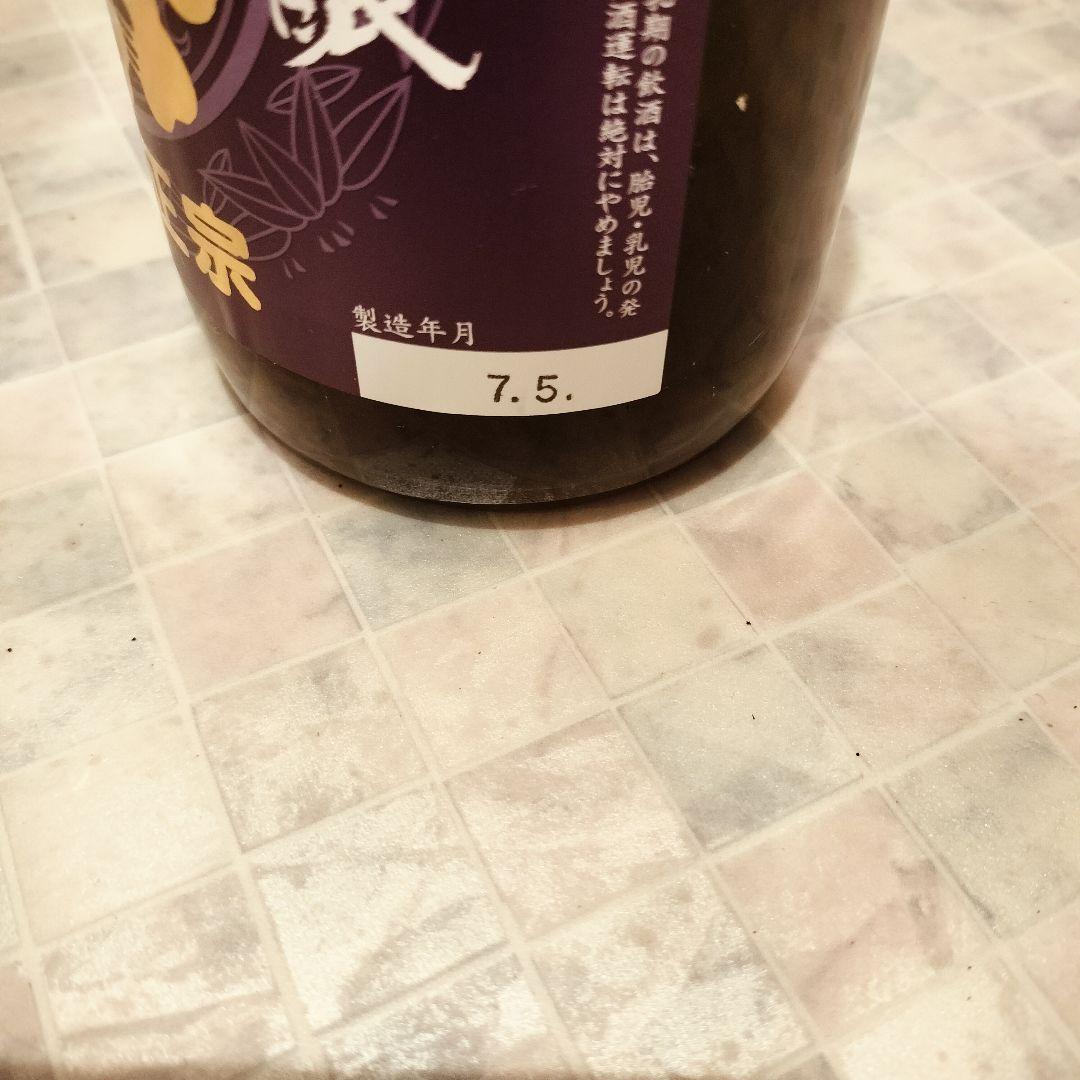 期の飲酒は、胎児・乳児の発
酒運転は絶対にやめましょう。
正宗
製造年月
7.5.